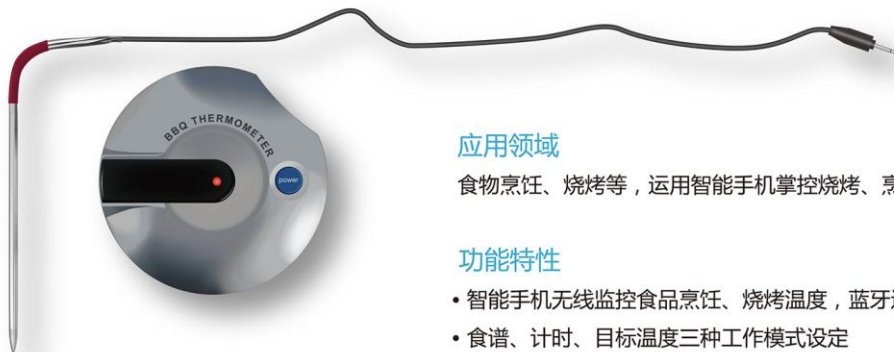 BBQ THERMOMETER
power
应用领域
食物烹饪、烧烤等，运用智能手机掌控烧烤、烹
功能特性
• 智能手机无线监控食品烹饪、烧烤温度，蓝牙
• 食谱、计时、目标温度三种工作模式设定